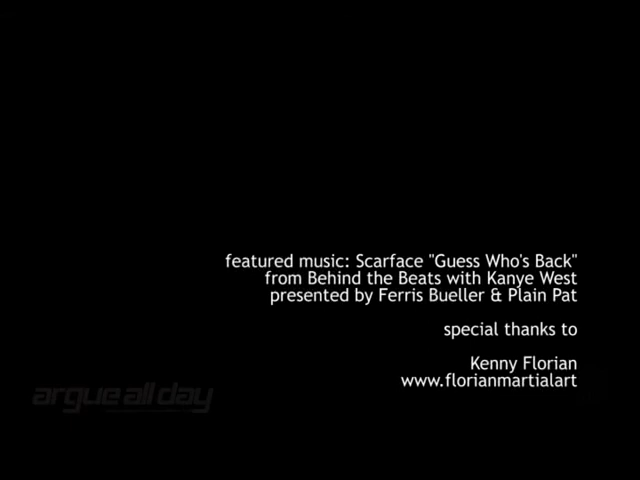 featured music: Scarface "Guess Who's Back"
from Behind the Beats with Kanye West
presented by Ferris Bueller & Plain Pat
special thanks to
Kenny Florian
www.florianmartialart
argue all day